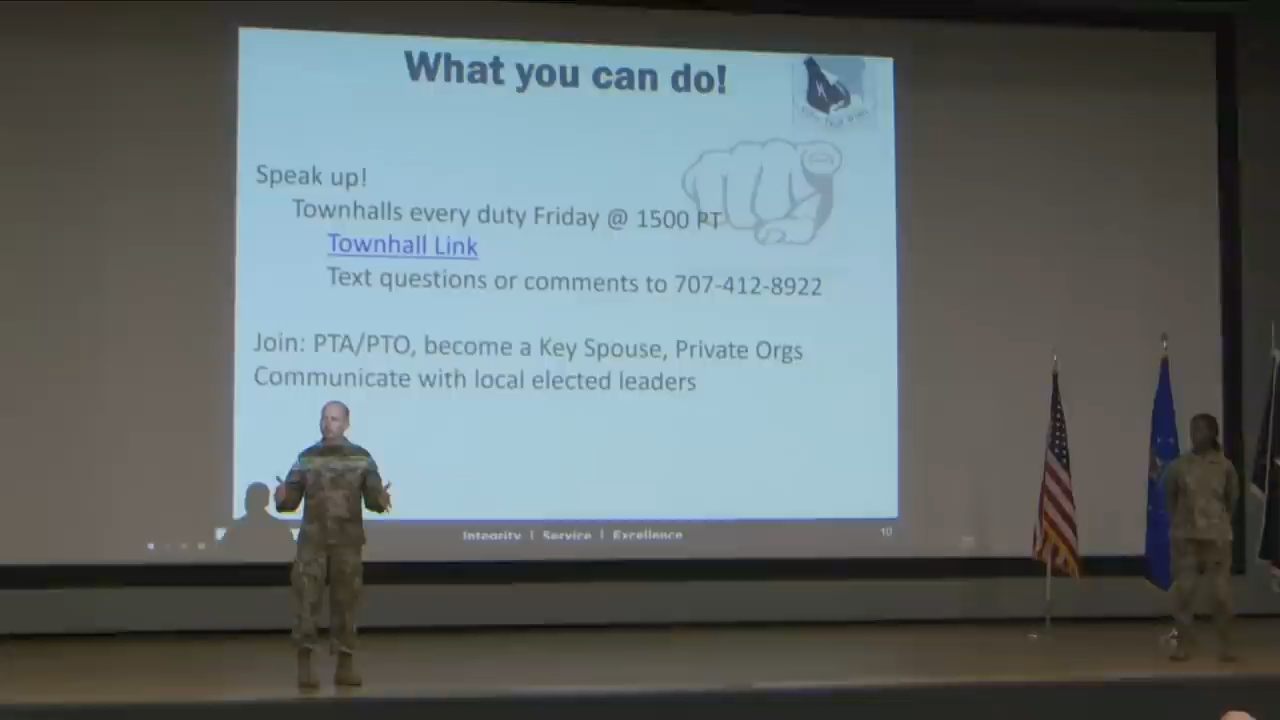 What you can do!
Speak up!
Townhalls every duty Friday @ 1500 PT
Townhall Link
Text questions or comments to 707-412-8922
Join: PTA/PTO, become a Key Spouse, Private Orgs
Communicate with local elected leaders
Integrity | Service | Excellence
10